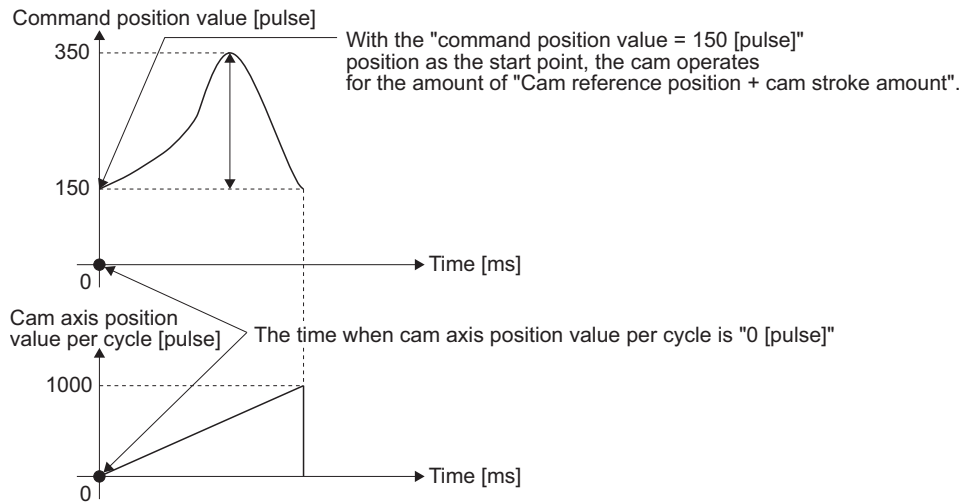 Command position value [pulse]
350
With the "command position value = 150 [pulse]"
position as the start point, the cam operates
for the amount of "Cam reference position + cam stroke amount".
150
Time [ms]
0
Cam axis position
value per cycle [pulse]
The time when cam axis position value per cycle is "0 [pulse]"
1000
Time [ms]
0